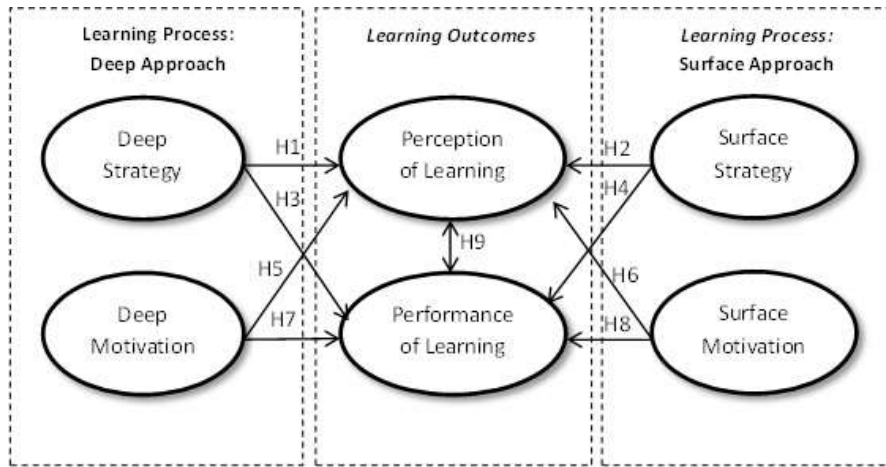 Learning Process:
Deep Approach
Learning Outcomes
Learning Process:
Surface Approach
Deep
Strategy
Perception
of Learning
Surface
Strategy
H1
H2
H3
H4
H9
H5
H6
H7
H8
Deep
Motivation
Performance
of Learning
Surface
Motivation